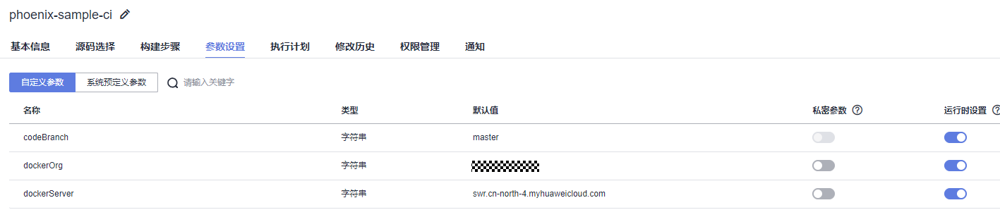 phoenix-sample-ci
基本信息 源码选择 构建步骤 参数设置 执行计划 修改历史 权限管理 通知
自定义参数 系统预定义参数 请输入关键字
名称 类型 默认值 私密参数 ? 运行时设置 ?
codeBranch 字符串 master
dockerOrg 字符串
dockerServer 字符串 swr.cn-north-4.myhuaweicloud.com